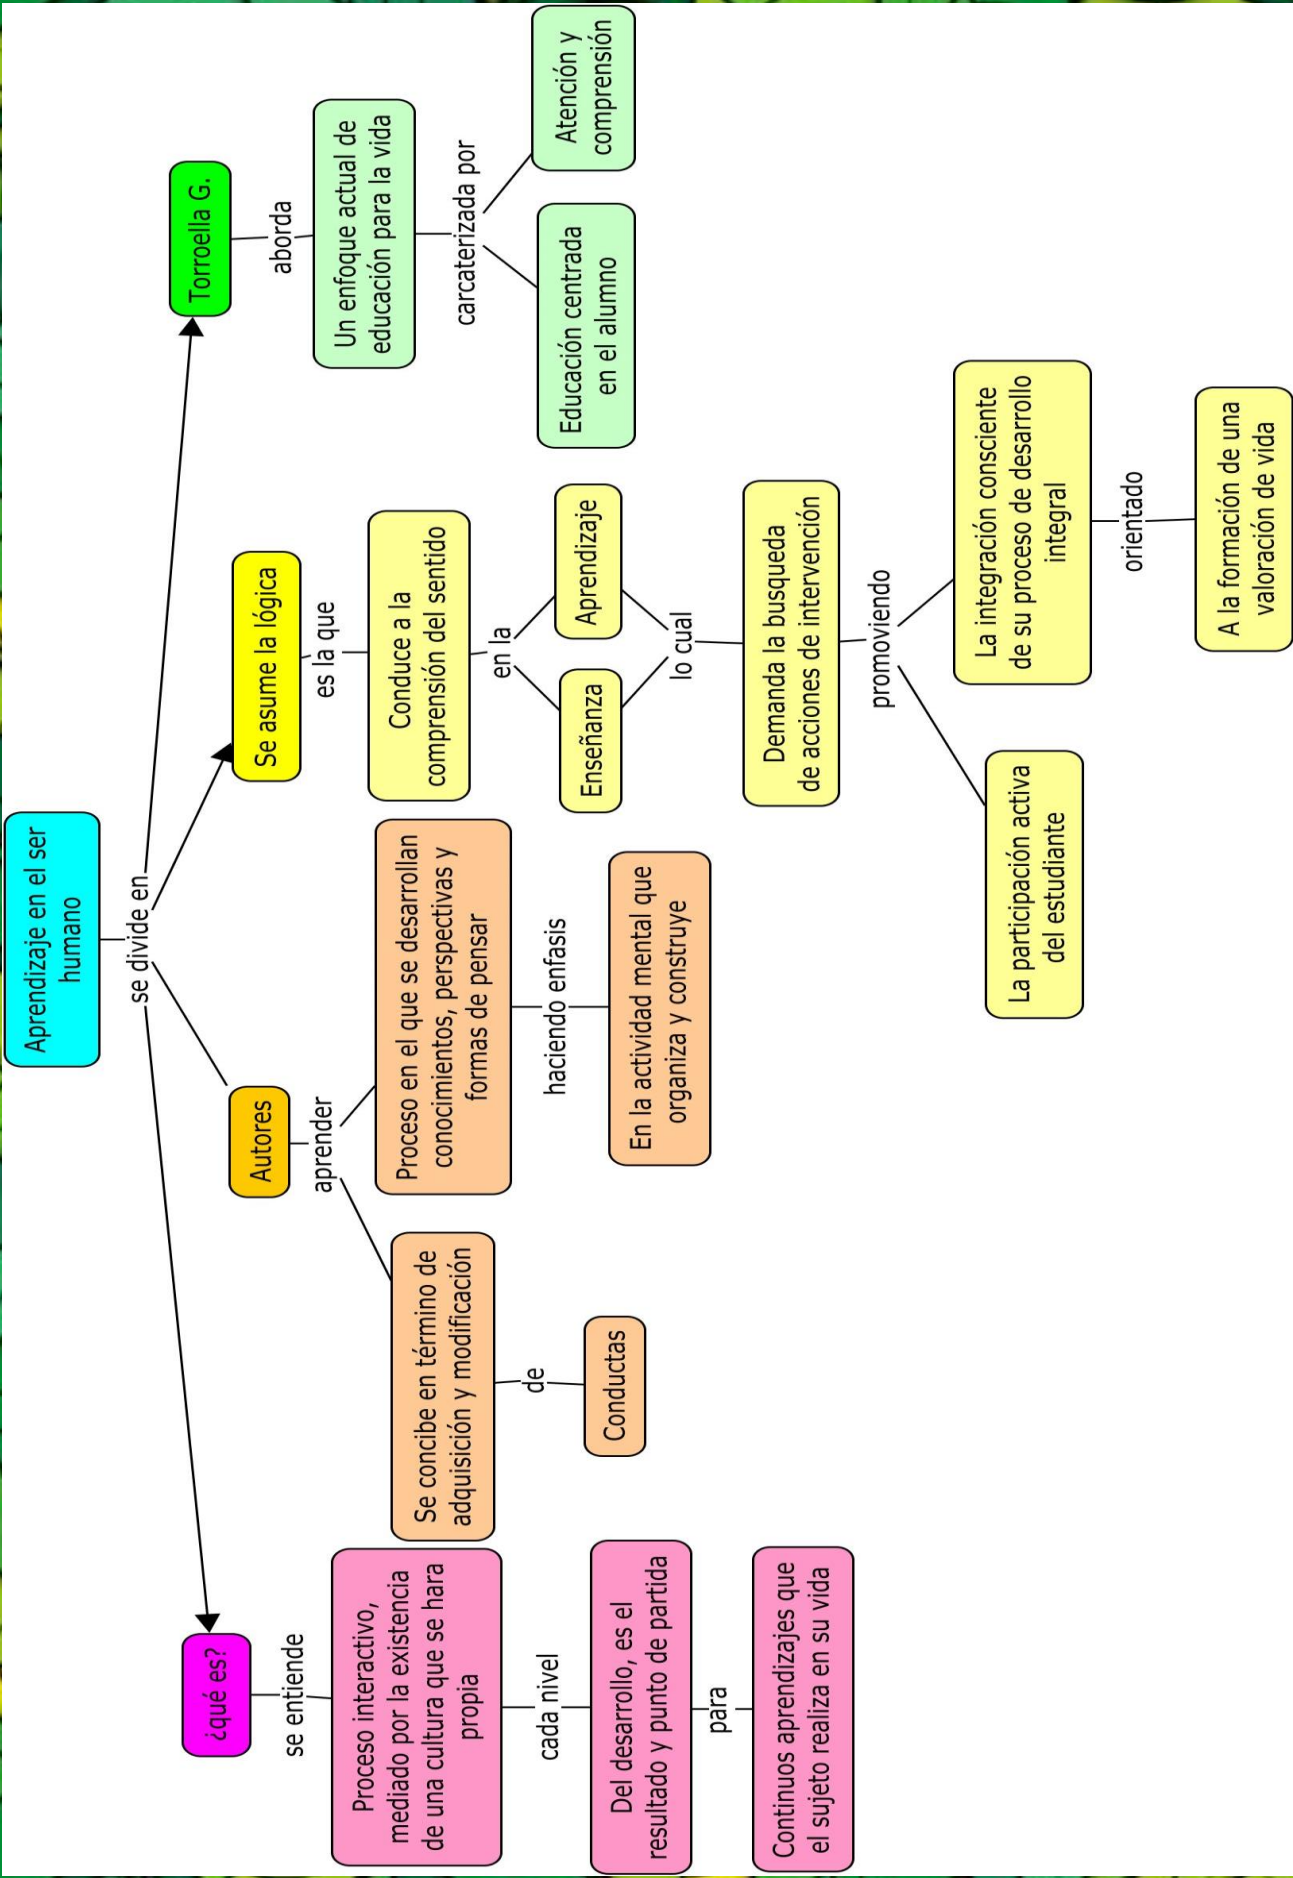 Aprendizaje en el ser
humano
se divide en
¿qué es?
se entiende
Proceso interactivo,
mediado por la existencia
de una cultura que se hara
propia
cada nivel
Del desarrollo, es el
resultado y punto de partida
para
Continuos aprendizajes que
el sujeto realiza en su vida
Autores
aprender
Se concibe en término de
adquisición y modificación
de
Conductas
Proceso en el que se desarrollan
conocimientos, perspectivas y
formas de pensar
haciendo enfasis
En la actividad mental que
organiza y construye
Se asume la lógica
es la que
Conduce a la
comprensión del sentido
en la
Enseñanza
Aprendizaje
lo cual
Demanda la busqueda
de acciones de intervención
promoviendo
La participación activa
del estudiante
La integración consciente
de su proceso de desarrollo
integral
orientado
A la formación de una
valoración de vida
Torroella G.
aborda
Un enfoque actual de
educación para la vida
carcaterizada por
Educación centrada
en el alumno
Atención y
comprensión